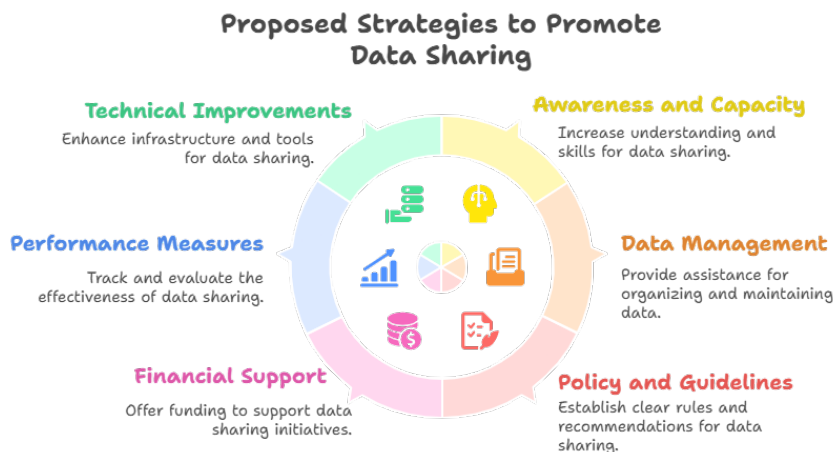 Proposed Strategies to Promote
Data Sharing
Technical Improvements
Enhance infrastructure and tools
for data sharing.
Awareness and Capacity
Increase understanding and
skills for data sharing.
Performance Measures
Track and evaluate the
effectiveness of data sharing.
Data Management
Provide assistance for
organizing and maintaining
data.
Financial Support
Offer funding to support data
sharing initiatives.
Policy and Guidelines
Establish clear rules and
recommendations for data
sharing.